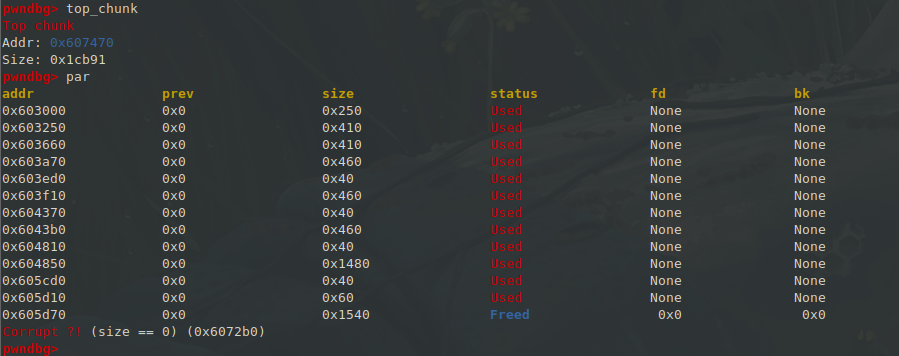 pwndbg> top_chunk
Top chunk
Addr: 0x607470
Size: 0x1cb91
pwndbg> par
addr prev size status fd bk
0x603000 0x0 0x250 Used None None
0x603250 0x0 0x410 Used None None
0x603660 0x0 0x410 Used None None
0x603a70 0x0 0x460 Used None None
0x603ed0 0x0 0x40 Used None None
0x603f10 0x0 0x460 Used None None
0x604370 0x0 0x40 Used None None
0x6043b0 0x0 0x460 Used None None
0x604810 0x0 0x40 Used None None
0x604850 0x0 0x1480 Used None None
0x605cd0 0x0 0x40 Used None None
0x605d10 0x0 0x60 Used None None
0x605d70 0x0 0x1540 Freed 0x0 0x0
Corrupt ?! (size == 0) (0x6072b0)
pwndbg>